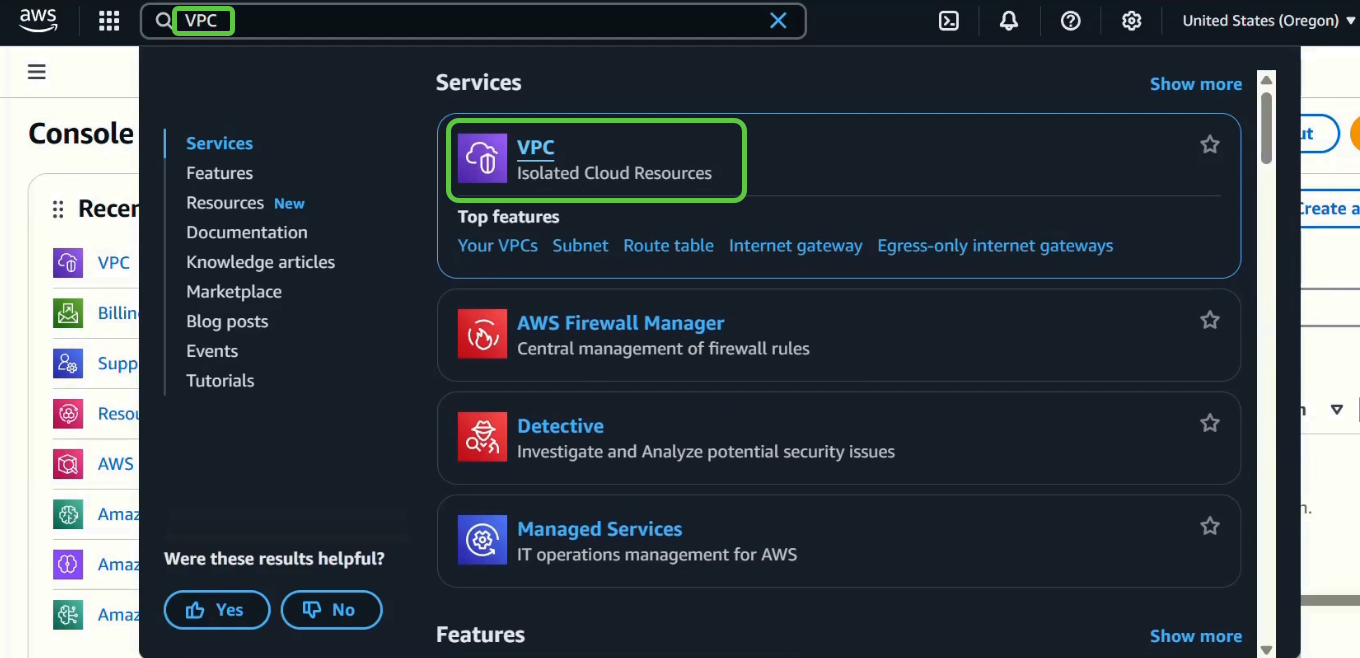 aws
VPC
United States (Oregon)
Console
Recen
VPC
Billin
Supp
Resou
AWS
Amaz
Amaz
Amaz
Services
Features
Resources New
Documentation
Knowledge articles
Marketplace
Blog posts
Events
Tutorials
Were these results helpful?
Yes No
Services Show more
VPC
Isolated Cloud Resources
Top features
Your VPCs Subnet Route table Internet gateway Egress-only internet gateways
AWS Firewall Manager
Central management of firewall rules
Detective
Investigate and Analyze potential security issues
Managed Services
IT operations management for AWS
Features Show more
ut
Create a
n.